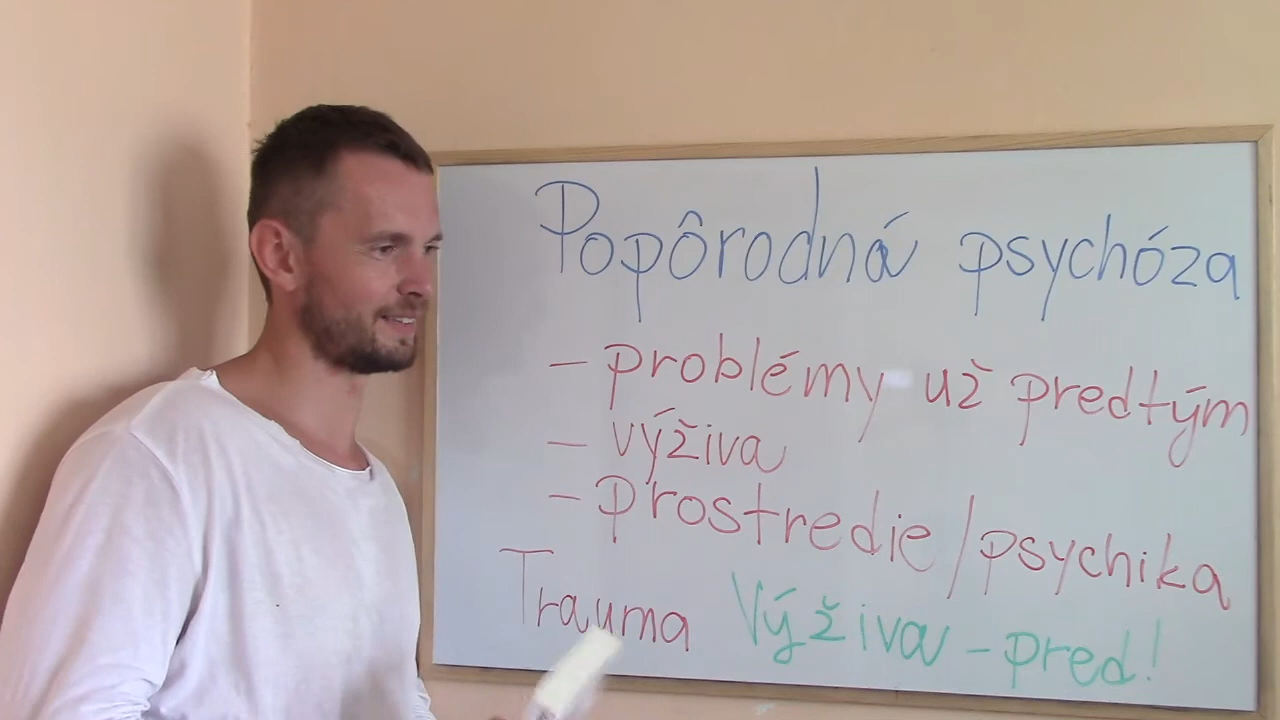 Popôrodná psychóza
- problémy už predtým
- výživa
- prostredie/psychika
Trauma Výživa - pred!